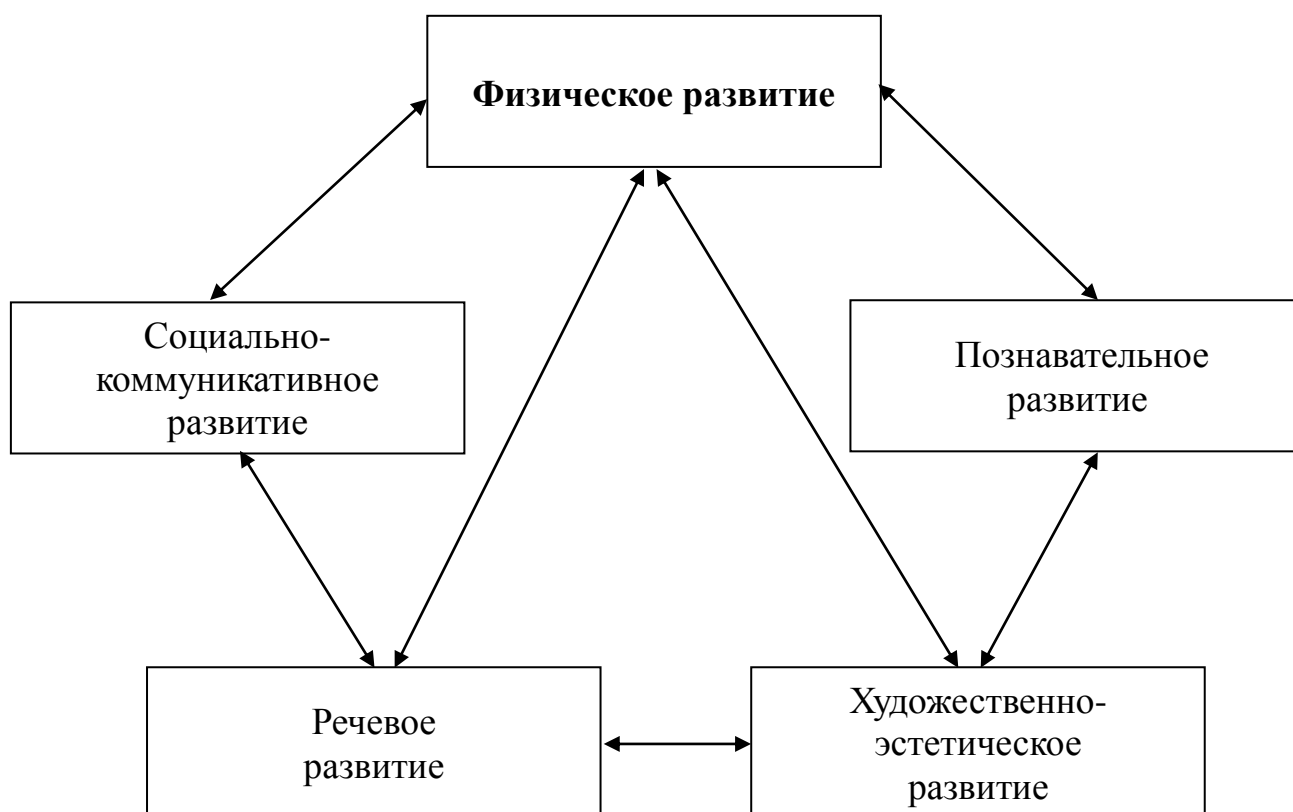 Физическое развитие
Социально-
коммуникативное
развитие
Познавательное
развитие
Речевое
развитие
Художественно-
эстетическое
развитие